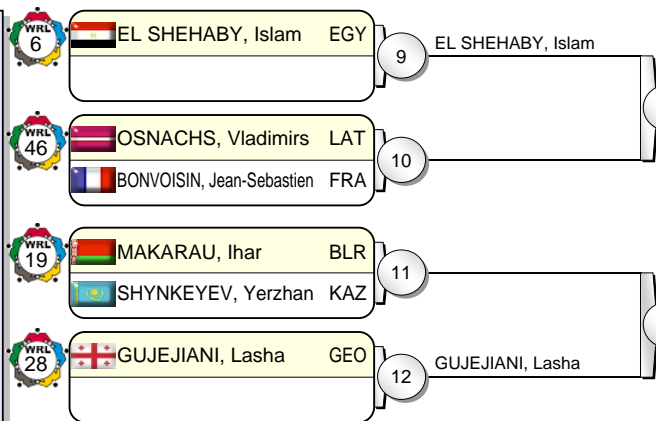 WRL
6
EL SHEHABY, Islam EGY
9
EL SHEHABY, Islam
WRL
46
OSNACHS, Vladimirs LAT
BONVOISIN, Jean-Sebastien FRA
10
WRL
19
MAKARAU, Ihar BLR
SHYNKEYEV, Yerzhan KAZ
11
WRL
28
GUJEJIANI, Lasha GEO
12
GUJEJIANI, Lasha